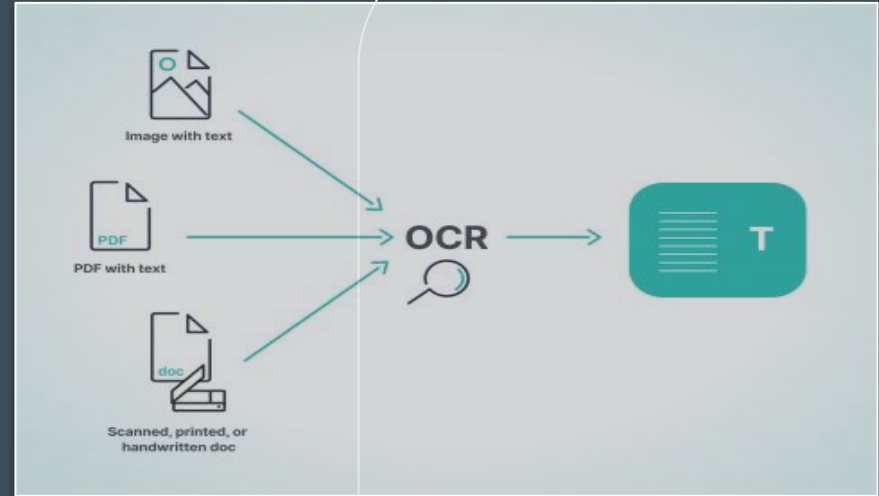 Image with text
PDF
PDF with text
OCR
T
doc
Scanned, printed, or
handwritten doc